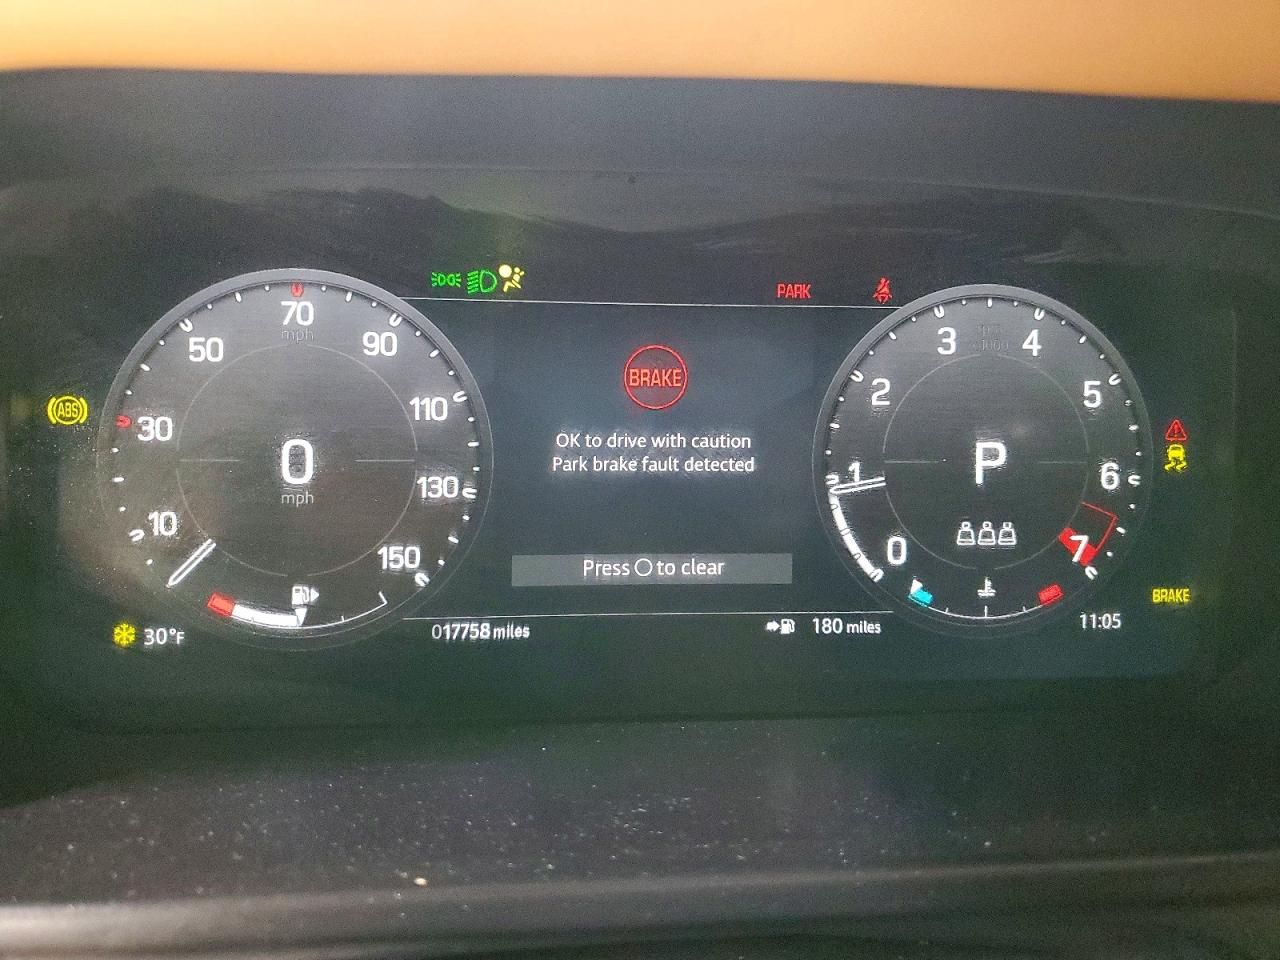 PARK
70
mph
50
90
30
110
10
130
150
0
mph
ABS
BRAKE
OK to drive with caution
Park brake fault detected
Press to clear
3
4
2
5
1
6
0
7
P
x1000
30°F
017758 miles
180 miles
11:05
BRAKE